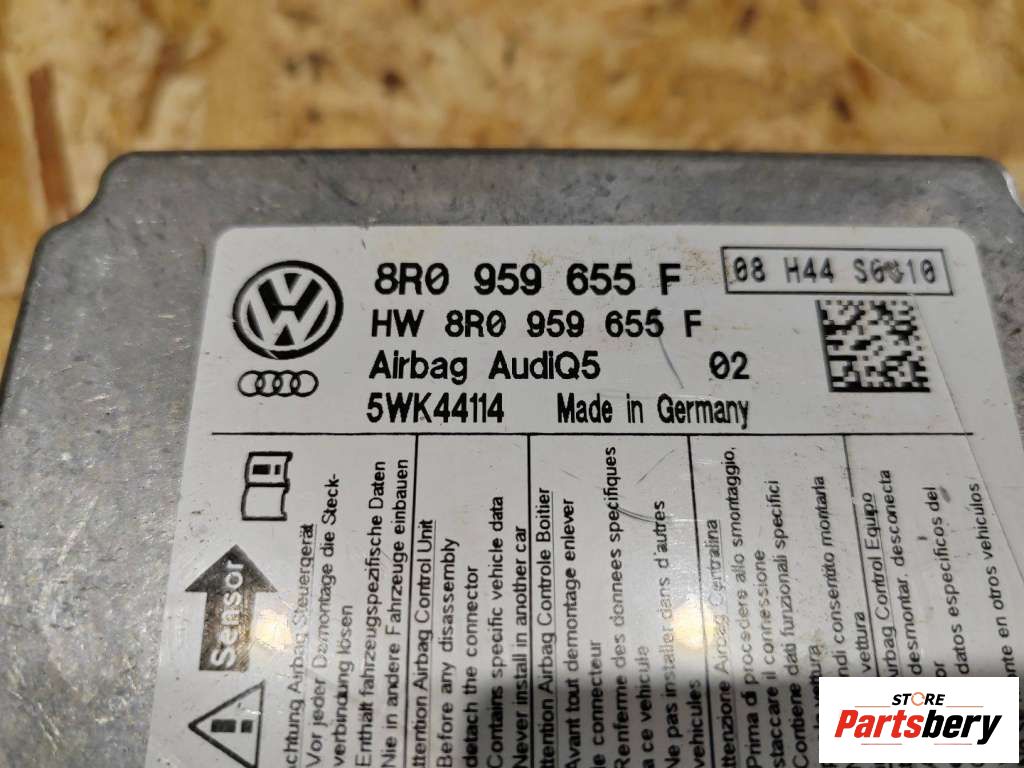 8R0 959 655 F
HW 8R0 959 655 F
Airbag AudiQ5 02
5WK44114 Made in Germany
08 H44 10
Sensor
Achtung Airbag Steuergerät
Vor jeder Demontage die Steck-
verbindung lösen
Enthält fahrzeugspezifische Daten
Nie in andere Fahrzeuge einbauen
Attention Airbag Control Unit
Before any disassembly
detach the connector
Contains specific vehicle data
Never install in another car
Attention Airbag Controle Boitier
Avant tout demontage enlever
le connecteur
Renferme des donnees specifiques
a ce vehicule
Ne pas installer dans d'autres
vehicules
Attenzione Airbag Centralina
Prima di procedere allo smontaggio,
staccare il connessione
Contiene dati funzionali specifici
consentito montarla
vettura
Airbag Control Equipo
desmontar, desconecta
datos especificos del
en otros vehiculos
STORE
Partsbery